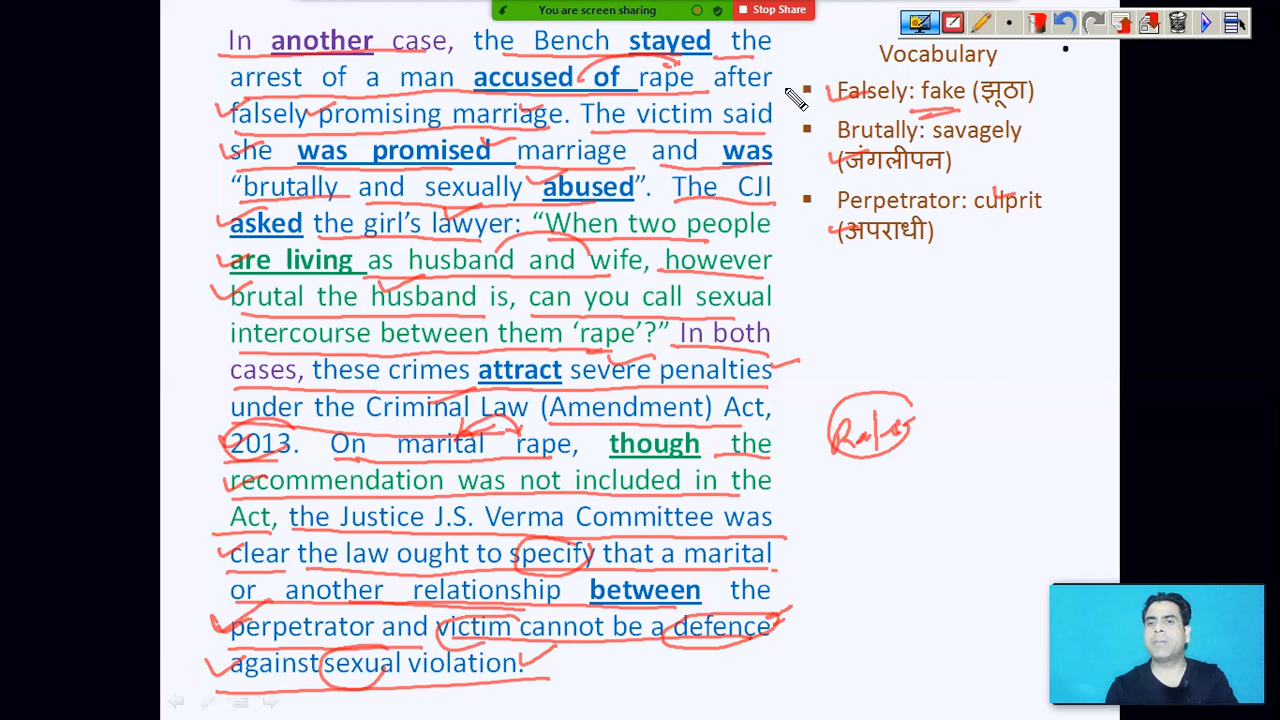 You are screen sharing
Stop Share
In another case, the Bench stayed the
arrest of a man accused of rape after
falsely promising marriage. The victim said
she was promised marriage and was
“brutally and sexually abused”. The CJI
asked the girl’s lawyer: “When two people
are living as husband and wife, however
brutal the husband is, can you call sexual
intercourse between them ‘rape’?” In both
cases, these crimes attract severe penalties
under the Criminal Law (Amendment) Act,
2013. On marital rape, though the
recommendation was not included in the
Act, the Justice J.S. Verma Committee was
clear the law ought to specify that a marital
or another relationship between the
perpetrator and victim cannot be a defence
against sexual violation.
Vocabulary
▪ Falsely: fake (झूठा)
▪ Brutally: savagely
(जंगलीपन)
▪ Perpetrator: culprit
(अपराधी)